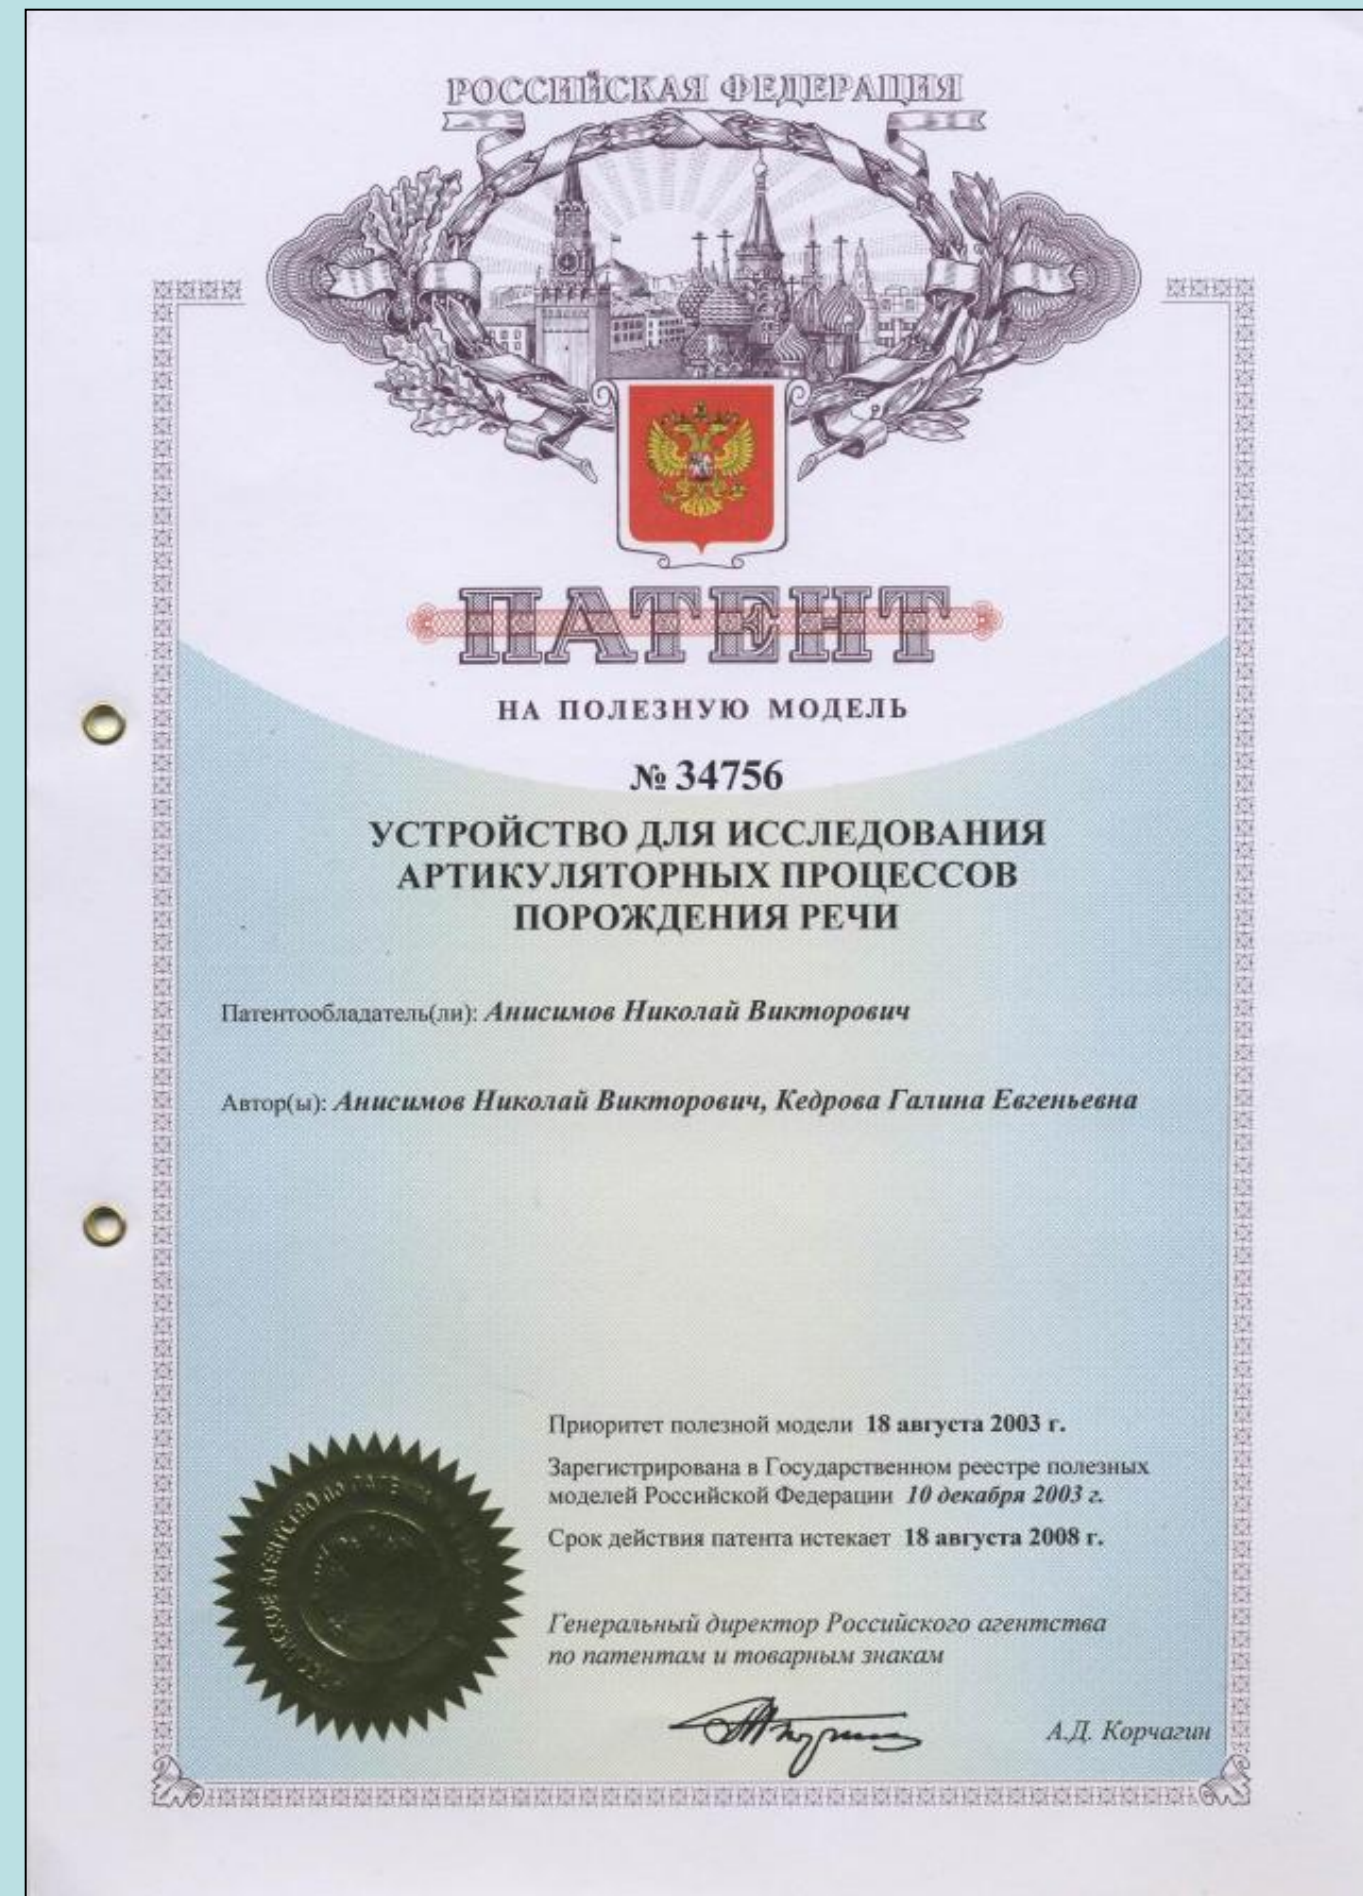 РОССИЙСКАЯ ФЕДЕРАЦИЯ
ПАТЕНТ
НА ПОЛЕЗНУЮ МОДЕЛЬ
№ 34756
УСТРОЙСТВО ДЛЯ ИССЛЕДОВАНИЯ
АРТИКУЛЯТОРНЫХ ПРОЦЕССОВ
ПОРОЖДЕНИЯ РЕЧИ
Патентообладатель(ли): Анисимов Николай Викторович
Автор(ы): Анисимов Николай Викторович, Кедрова Галина Евгеньевна
Приоритет полезной модели 18 августа 2003 г.
Зарегистрирована в Государственном реестре полезных
моделей Российской Федерации 10 декабря 2003 г.
Срок действия патента истекает 18 августа 2008 г.
Генеральный директор Российского агентства
по патентам и товарным знакам
А.Д. Корчагин
АГЕНТСТВО ПО